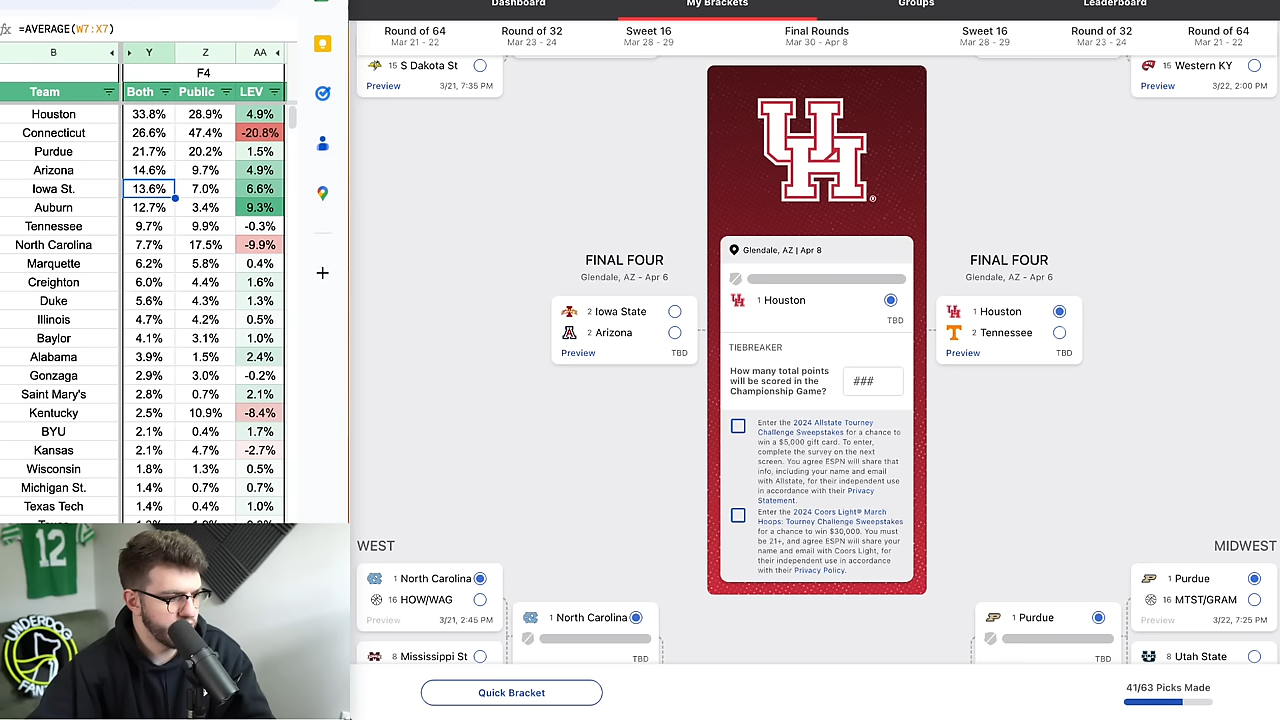 Dashboard My Brackets Groups Leaderboard
fx =AVERAGE(W7:X7)
Round of 64 Round of 32 Sweet 16 Final Rounds Sweet 16 Round of 32 Round of 64
Mar 21 - 22 Mar 23 - 24 Mar 28 - 29 Mar 30 - Apr 8 Mar 28 - 29 Mar 23 - 24 Mar 21 - 22
B Y Z AA
F4
Team Both Public LEV
Houston 33.8% 28.9% 4.9%
Connecticut 26.6% 47.4% -20.8%
Purdue 21.7% 20.2% 1.5%
Arizona 14.6% 9.7% 4.9%
Iowa St. 13.6% 7.0% 6.6%
Auburn 12.7% 3.4% 9.3%
Tennessee 9.7% 9.9% -0.3%
North Carolina 7.7% 17.5% -9.9%
Marquette 6.2% 5.8% 0.4%
Creighton 6.0% 4.4% 1.6%
Duke 5.6% 4.3% 1.3%
Illinois 4.7% 4.2% 0.5%
Baylor 4.1% 3.1% 1.0%
Alabama 3.9% 1.5% 2.4%
Gonzaga 2.9% 3.0% -0.2%
Saint Mary's 2.8% 0.7% 2.1%
Kentucky 2.5% 10.9% -8.4%
BYU 2.1% 0.4% 1.7%
Kansas 2.1% 4.7% -2.7%
Wisconsin 1.8% 1.3% 0.5%
Michigan St. 1.4% 0.7% 0.7%
Texas Tech 1.4% 0.4% 1.0%
15 S Dakota St
Preview 3/21, 7:35 PM
15 Western KY
Preview 3/22, 2:00 PM
UH
®
FINAL FOUR
Glendale, AZ - Apr 6
2 Iowa State
2 Arizona
Preview TBD
Glendale, AZ | Apr 8
1 Houston
TBD
TIEBREAKER
How many total points
will be scored in the
Championship Game?
###
Enter the 2024 Allstate Tourney
Challenge Sweepstakes for a chance to
win a $5,000 gift card. To enter,
complete the survey on the next
screen. You agree ESPN will share that
info, including your name and email
with Allstate, for their independent use
in accordance with their Privacy
Statement.
Enter the 2024 Coors Light® March
Hoops: Tourney Challenge Sweepstakes
for a chance to win $30,000. You must
be 21+, and agree ESPN will share your
name and email with Coors Light, for
their independent use in accordance
with their Privacy Policy.
FINAL FOUR
Glendale, AZ - Apr 6
1 Houston
2 Tennessee
Preview TBD
WEST
1 North Carolina
16 HOW/WAG
Preview 3/21, 2:45 PM
8 Mississippi St
1 North Carolina
TBD
MIDWEST
1 Purdue
16 MTST/GRAM
Preview 3/22, 7:25 PM
8 Utah State
1 Purdue
TBD
12
UNDERDOG
Quick Bracket
41/63 Picks Made